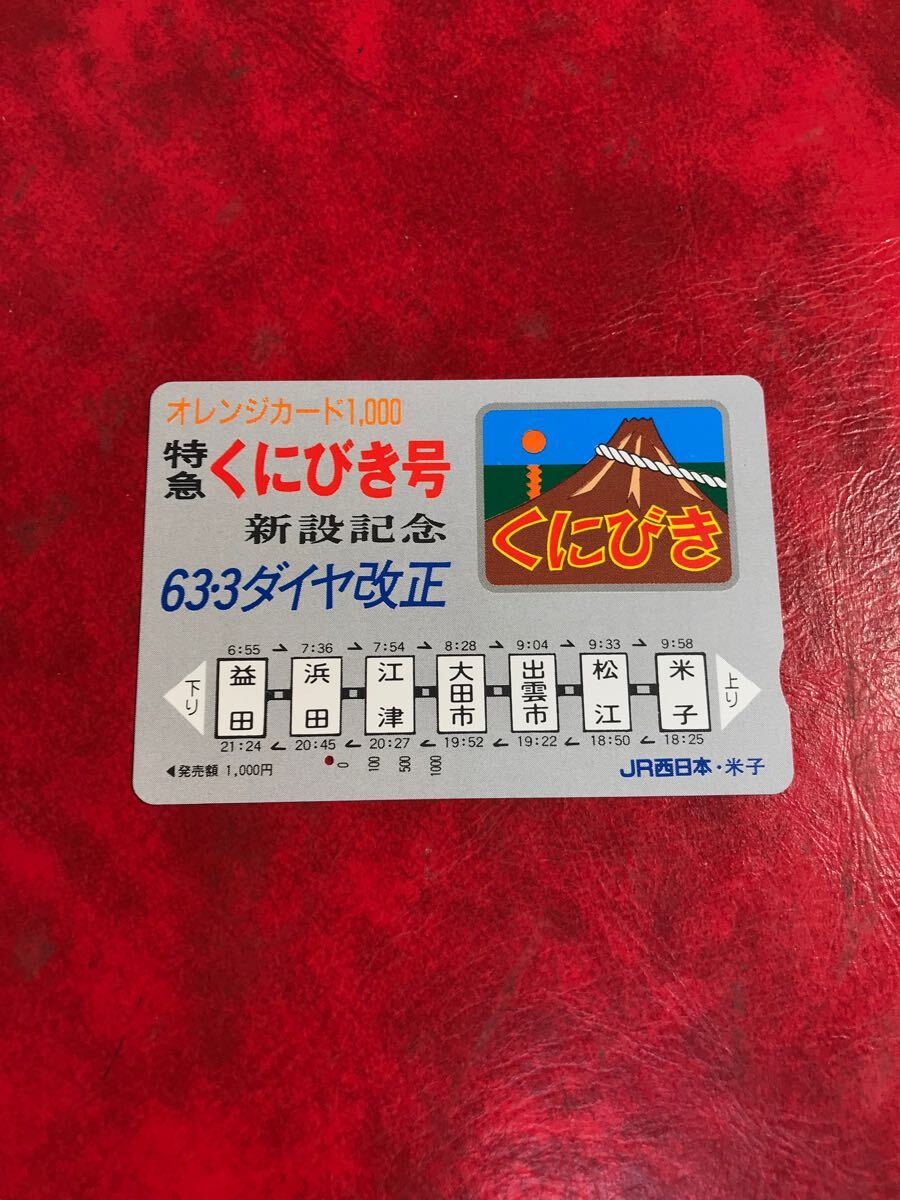 オレンジカード1,000
特急くにびき号
新設記念
63·3ダイヤ改正
くにびき
6:55 → 7:36 → 7:54 → 8:28 → 9:04 → 9:33 → 9:58
下り 益田 浜田 江津 大田市 出雲市 松江 米子 上り
21:24 ← 20:45 ← 20:27 ← 19:52 ← 19:22 ← 18:50 ← 18:25
◀発売額 1,000円 0 100 500 1000 JR西日本・米子